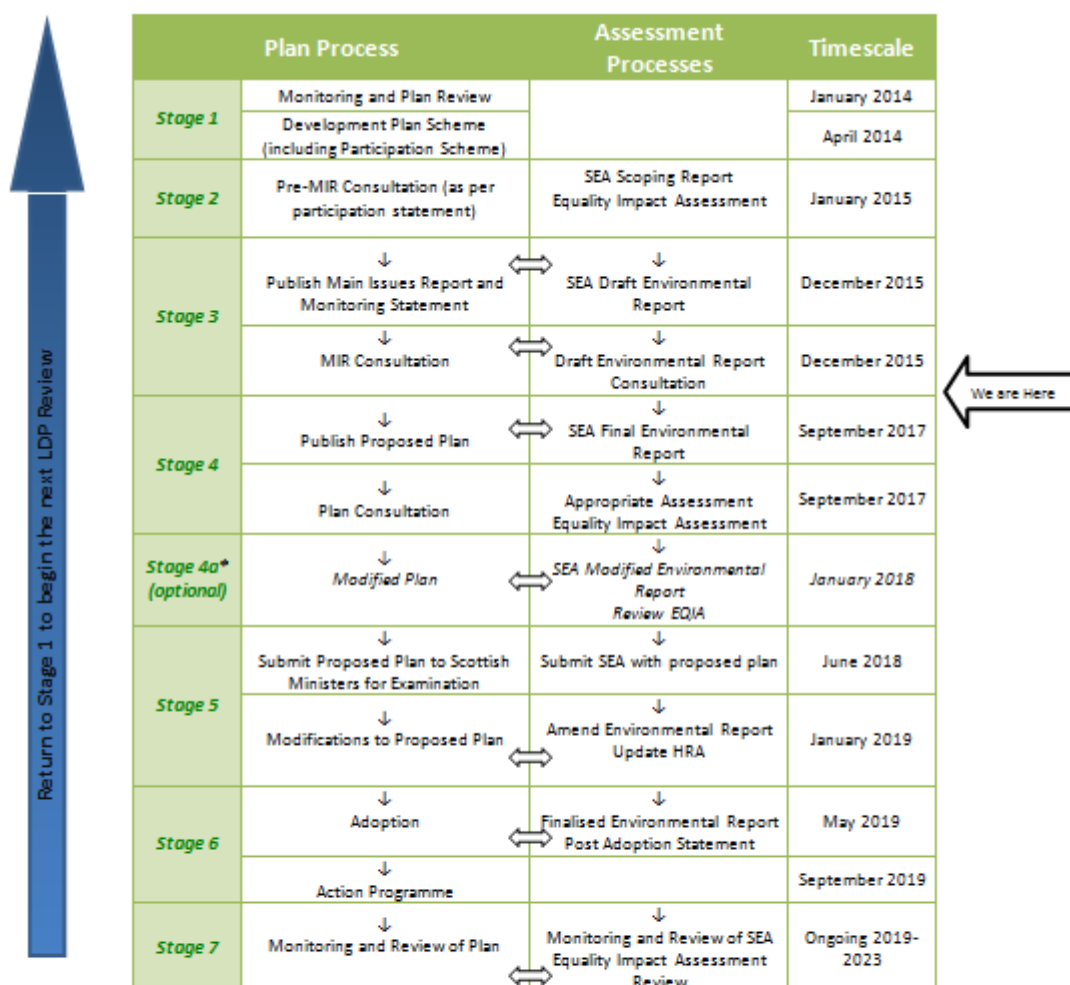 Plan Process
Assessment
Processes
Timescale
Stage 1
Monitoring and Plan Review
January 2014
Development Plan Scheme
(including Participation Scheme)
April 2014
Stage 2
Pre-MIR Consultation (as per
participation statement)
SEA Scoping Report
Equality Impact Assessment
January 2015
Stage 3
↓
Publish Main Issues Report and
Monitoring Statement
↓
SEA Draft Environmental
Report
December 2015
↓
MIR Consultation
↓
Draft Environmental Report
Consultation
December 2015
We are Here
Stage 4
↓
Publish Proposed Plan
↓
SEA Final Environmental
Report
September 2017
↓
Plan Consultation
↓
Appropriate Assessment
Equality Impact Assessment
September 2017
Stage 4a*
(optional)
↓
Modified Plan
↓
SEA Modified Environmental
Report
Review EQIA
January 2018
Stage 5
↓
Submit Proposed Plan to Scottish
Ministers for Examination
↓
Submit SEA with proposed plan
June 2018
↓
Modifications to Proposed Plan
↓
Amend Environmental Report
Update HRA
January 2019
Stage 6
↓
Adoption
↓
Finalised Environmental Report
Post Adoption Statement
May 2019
↓
Action Programme
September 2019
Stage 7
↓
Monitoring and Review of Plan
↓
Monitoring and Review of SEA
Equality Impact Assessment
Review
Ongoing 2019-
2023
Return to Stage 1 to begin the next LDP Review